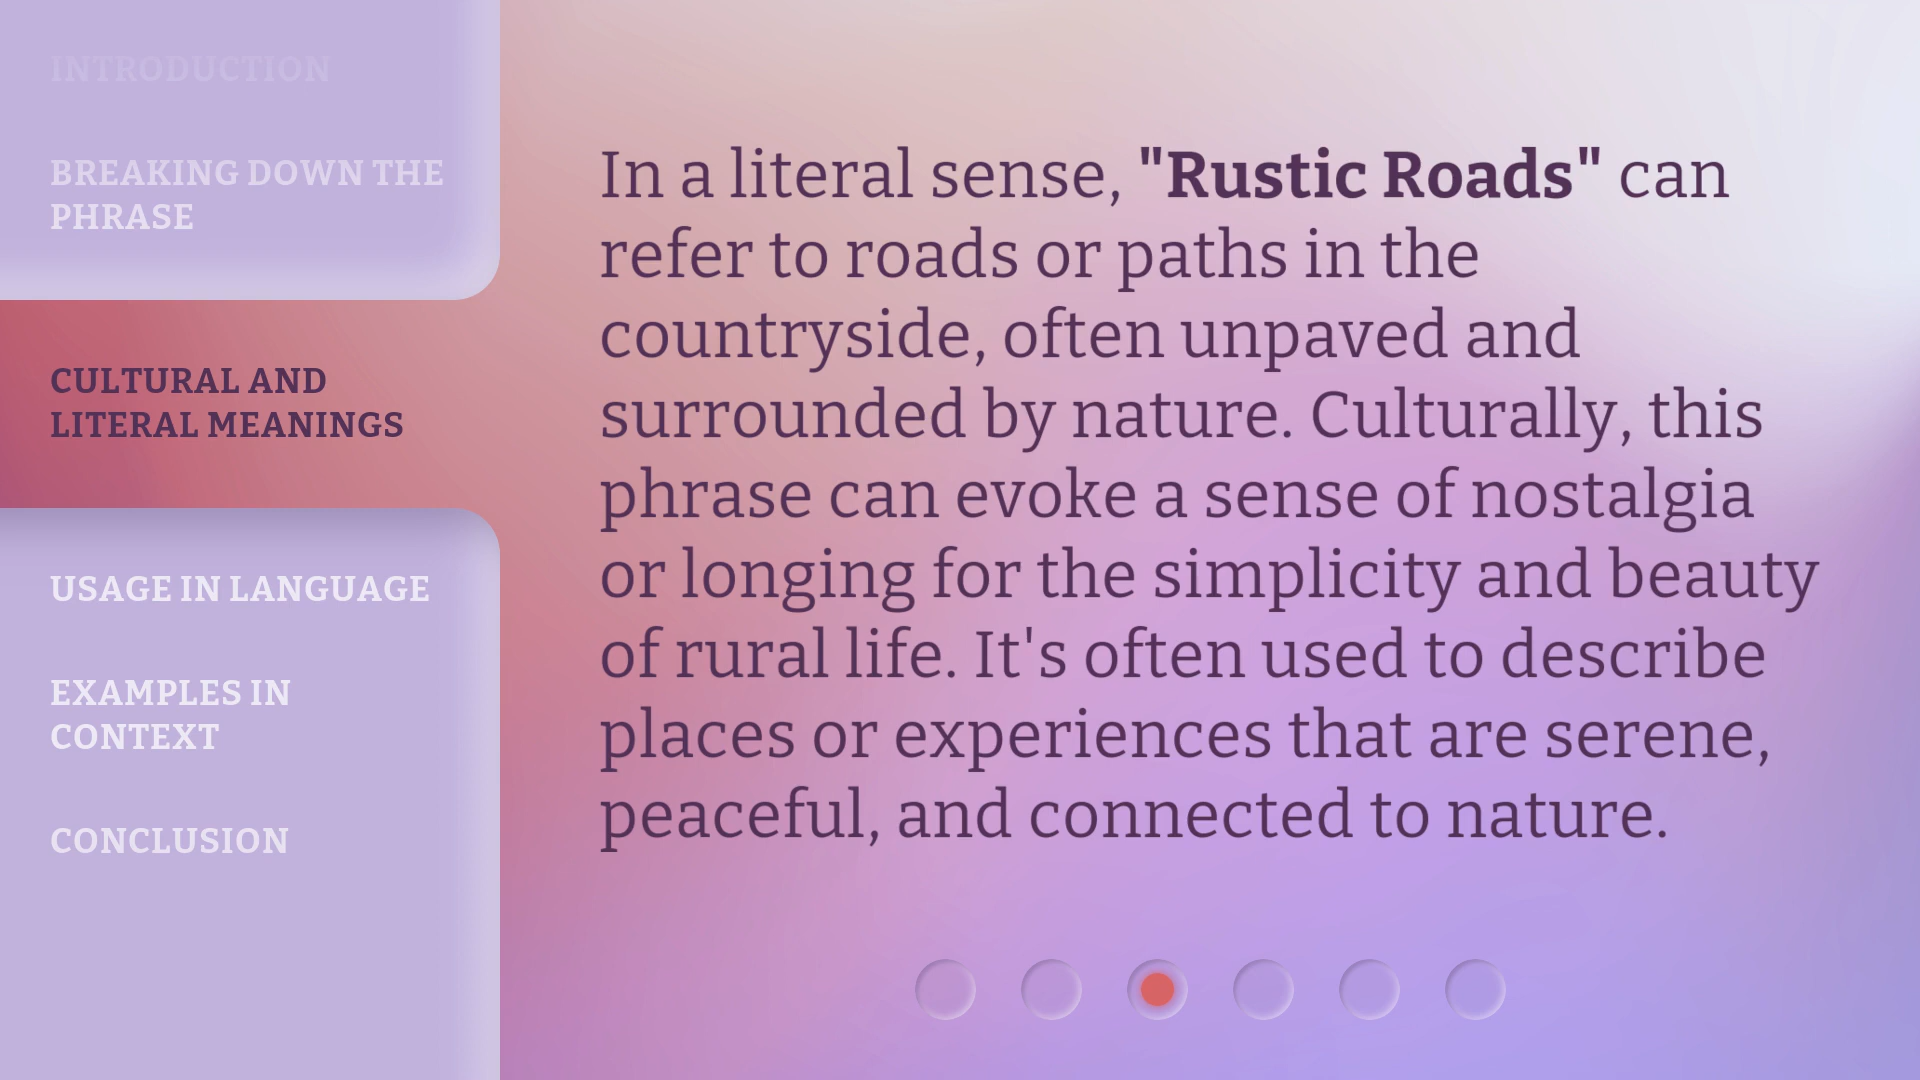 INTRODUCTION
BREAKING DOWN THE
PHRASE
CULTURAL AND
LITERAL MEANINGS
USAGE IN LANGUAGE
EXAMPLES IN
CONTEXT
CONCLUSION
In a literal sense, "Rustic Roads" can
refer to roads or paths in the
countryside, often unpaved and
surrounded by nature. Culturally, this
phrase can evoke a sense of nostalgia
or longing for the simplicity and beauty
of rural life. It's often used to describe
places or experiences that are serene,
peaceful, and connected to nature.